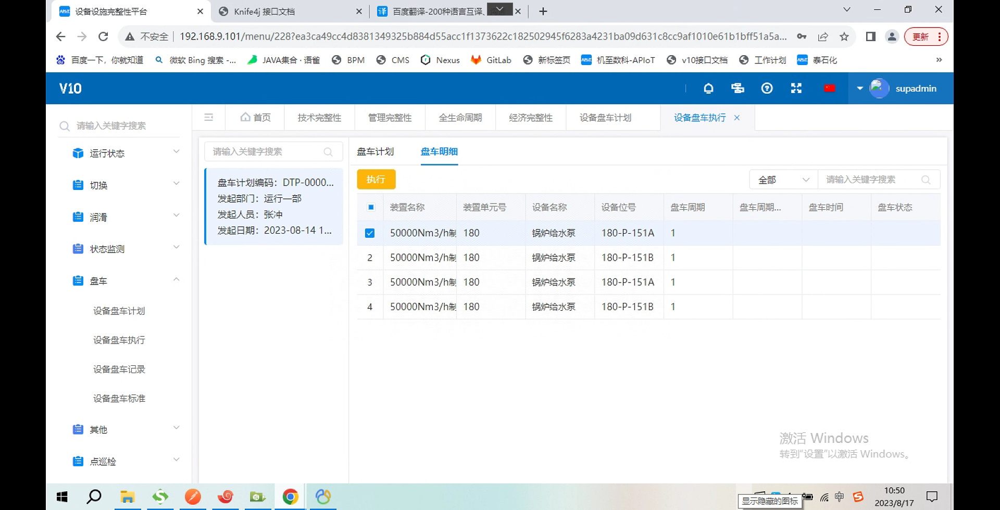 设备设施完整性平台
Knife4j 接口文档
百度翻译-200种语言互译、
不安全
192.168.9.101/menu/228?ea3ca49cc4d8381349325b884d55acc1f1373622c182502945f6283a4231ba09d631c8cc9af1010e61b1bff51a5a...
更新
百度一下，你就知道
微软 Bing 搜索 -...
JAVA集合 · 语雀
BPM
CMS
Nexus
GitLab
新标签页
机至数科-APIoT
v10接口文档
工作计划
泰石化
V10
supadmin
请输入关键字搜索
首页
技术完整性
管理完整性
全生命周期
经济完整性
设备盘车计划
设备盘车执行
运行状态
切换
润滑
状态监测
盘车
设备盘车计划
设备盘车执行
设备盘车记录
设备盘车标准
其他
点巡检
请输入关键字搜索
盘车计划编码：DTP-0000...
发起部门：运行一部
发起人员：张冲
发起日期：2023-08-14 1...
盘车计划 盘车明细
执行
全部
请输入关键字搜索
装置名称 装置单元号 设备名称 设备位号 盘车周期 盘车周期... 盘车时间 盘车状态
50000Nm3/h制 180 锅炉给水泵 180-P-151A 1
2 50000Nm3/h制 180 锅炉给水泵 180-P-151B 1
3 50000Nm3/h制 180 锅炉给水泵 180-P-151A 1
4 50000Nm3/h制 180 锅炉给水泵 180-P-151B 1
激活 Windows
转到"设置"以激活 Windows。
显示隐藏的图标
中
10:50
2023/8/17